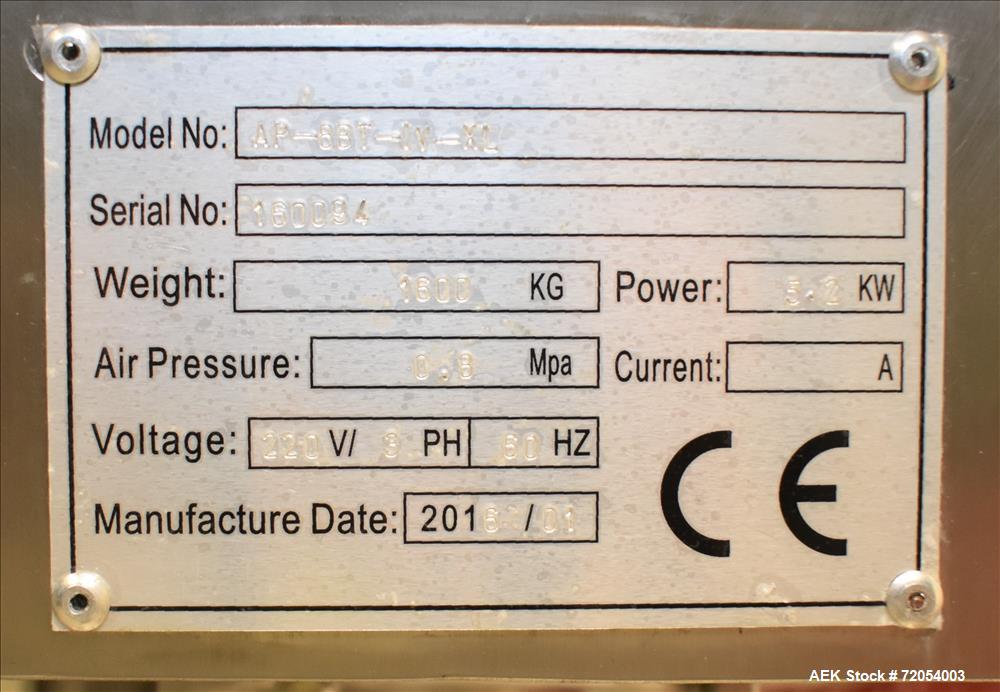 Model No: AP-8BT-IV-XL
Serial No: 160094
Weight: 1600 KG Power: 5.2 KW
Air Pressure: 0.8 Mpa Current: A
Voltage: 220 V/ 3 PH 60 HZ
Manufacture Date: 2016 / 01
CE
AEK Stock # 72054003